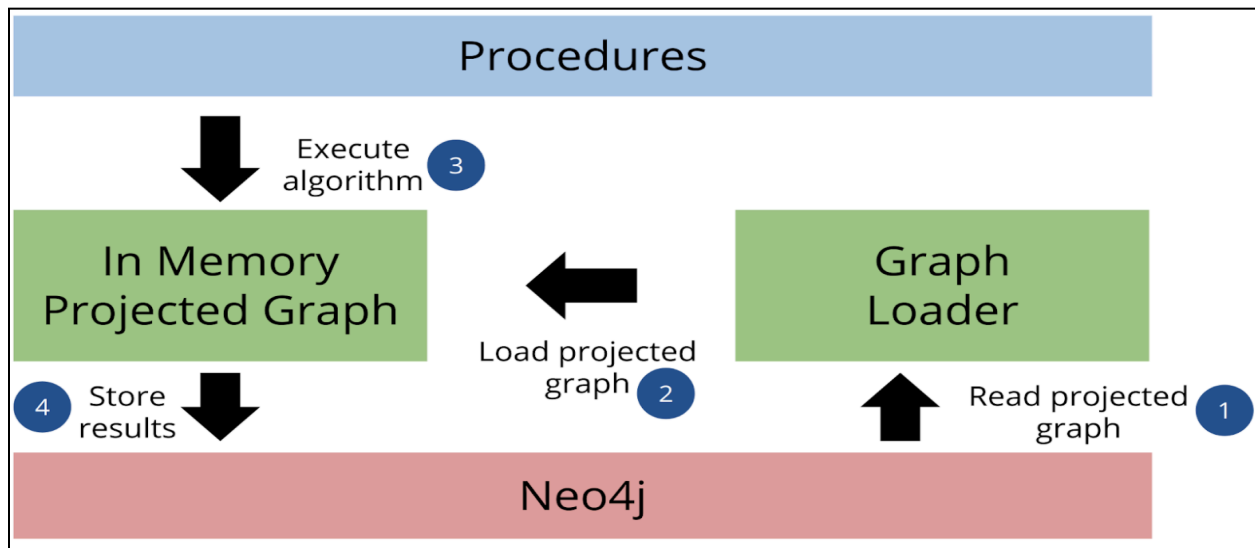 Procedures
Execute
algorithm
3
In Memory
Projected Graph
Graph
Loader
Load projected
graph
2
4
Store
results
Read projected
graph
1
Neo4j